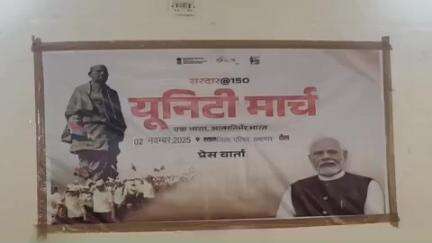 सरदार@150
यूनिटी मार्च
एक भारत, आत्मनिर्भर भारत
02 नवम्बर,2025
प्रेस वार्ता